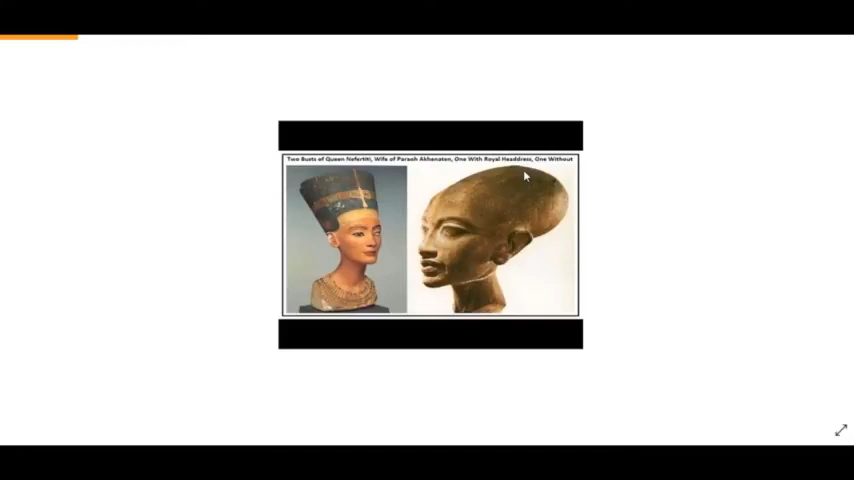 Two Busts of Queen Nefertiti, Wife of Paraoh Akhenaten, One With Royal Headdress, One Without